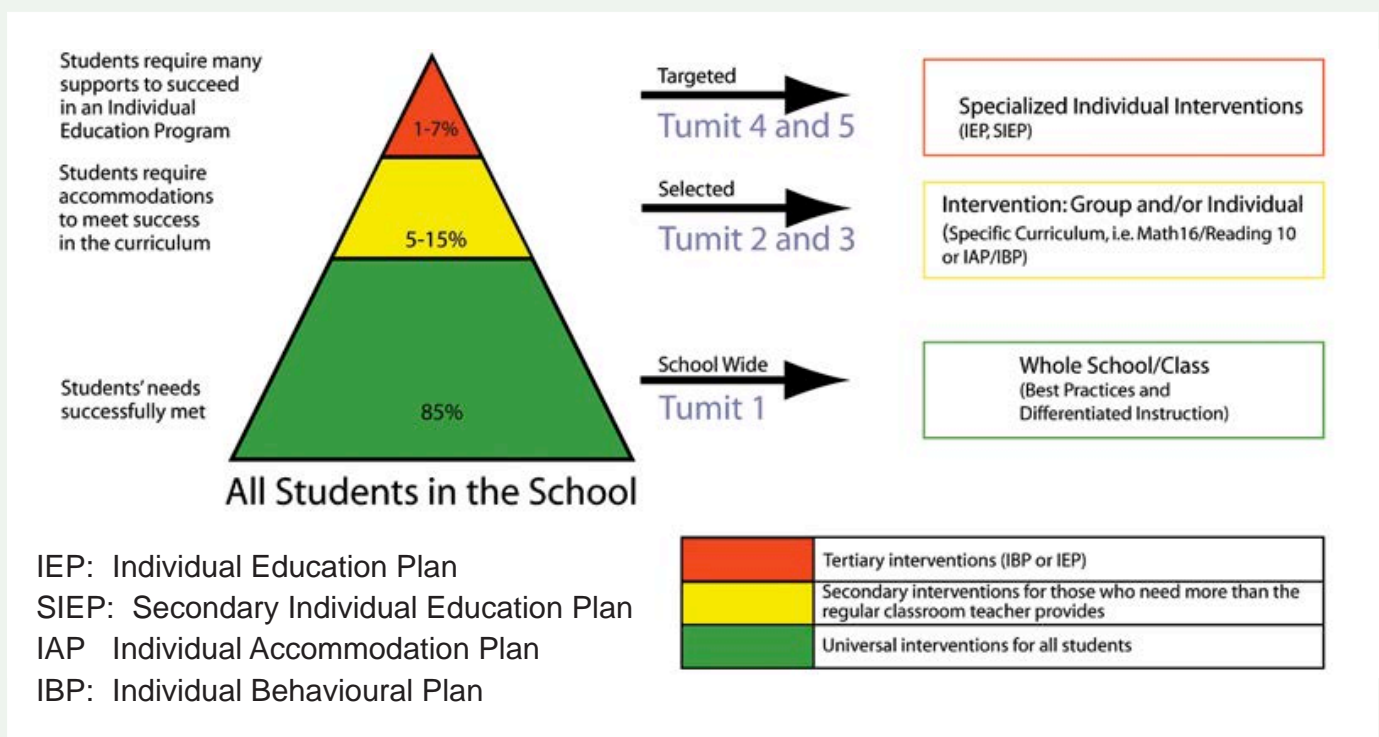 Students require many
supports to succeed
in an Individual
Education Program
1-7%
Targeted
Tumit 4 and 5
Specialized Individual Interventions
(IEP, SIEP)
Students require
accommodations
to meet success
in the curriculum
5-15%
Selected
Tumit 2 and 3
Intervention: Group and/or Individual
(Specific Curriculum, i.e. Math16/Reading 10
or IAP/IBP)
Students' needs
successfully met
85%
School Wide
Tumit 1
Whole School/Class
(Best Practices and
Differentiated Instruction)
All Students in the School
IEP: Individual Education Plan
SIEP: Secondary Individual Education Plan
IAP Individual Accommodation Plan
IBP: Individual Behavioural Plan
Tertiary interventions (IBP or IEP)
Secondary interventions for those who need more than the
regular classroom teacher provides
Universal interventions for all students